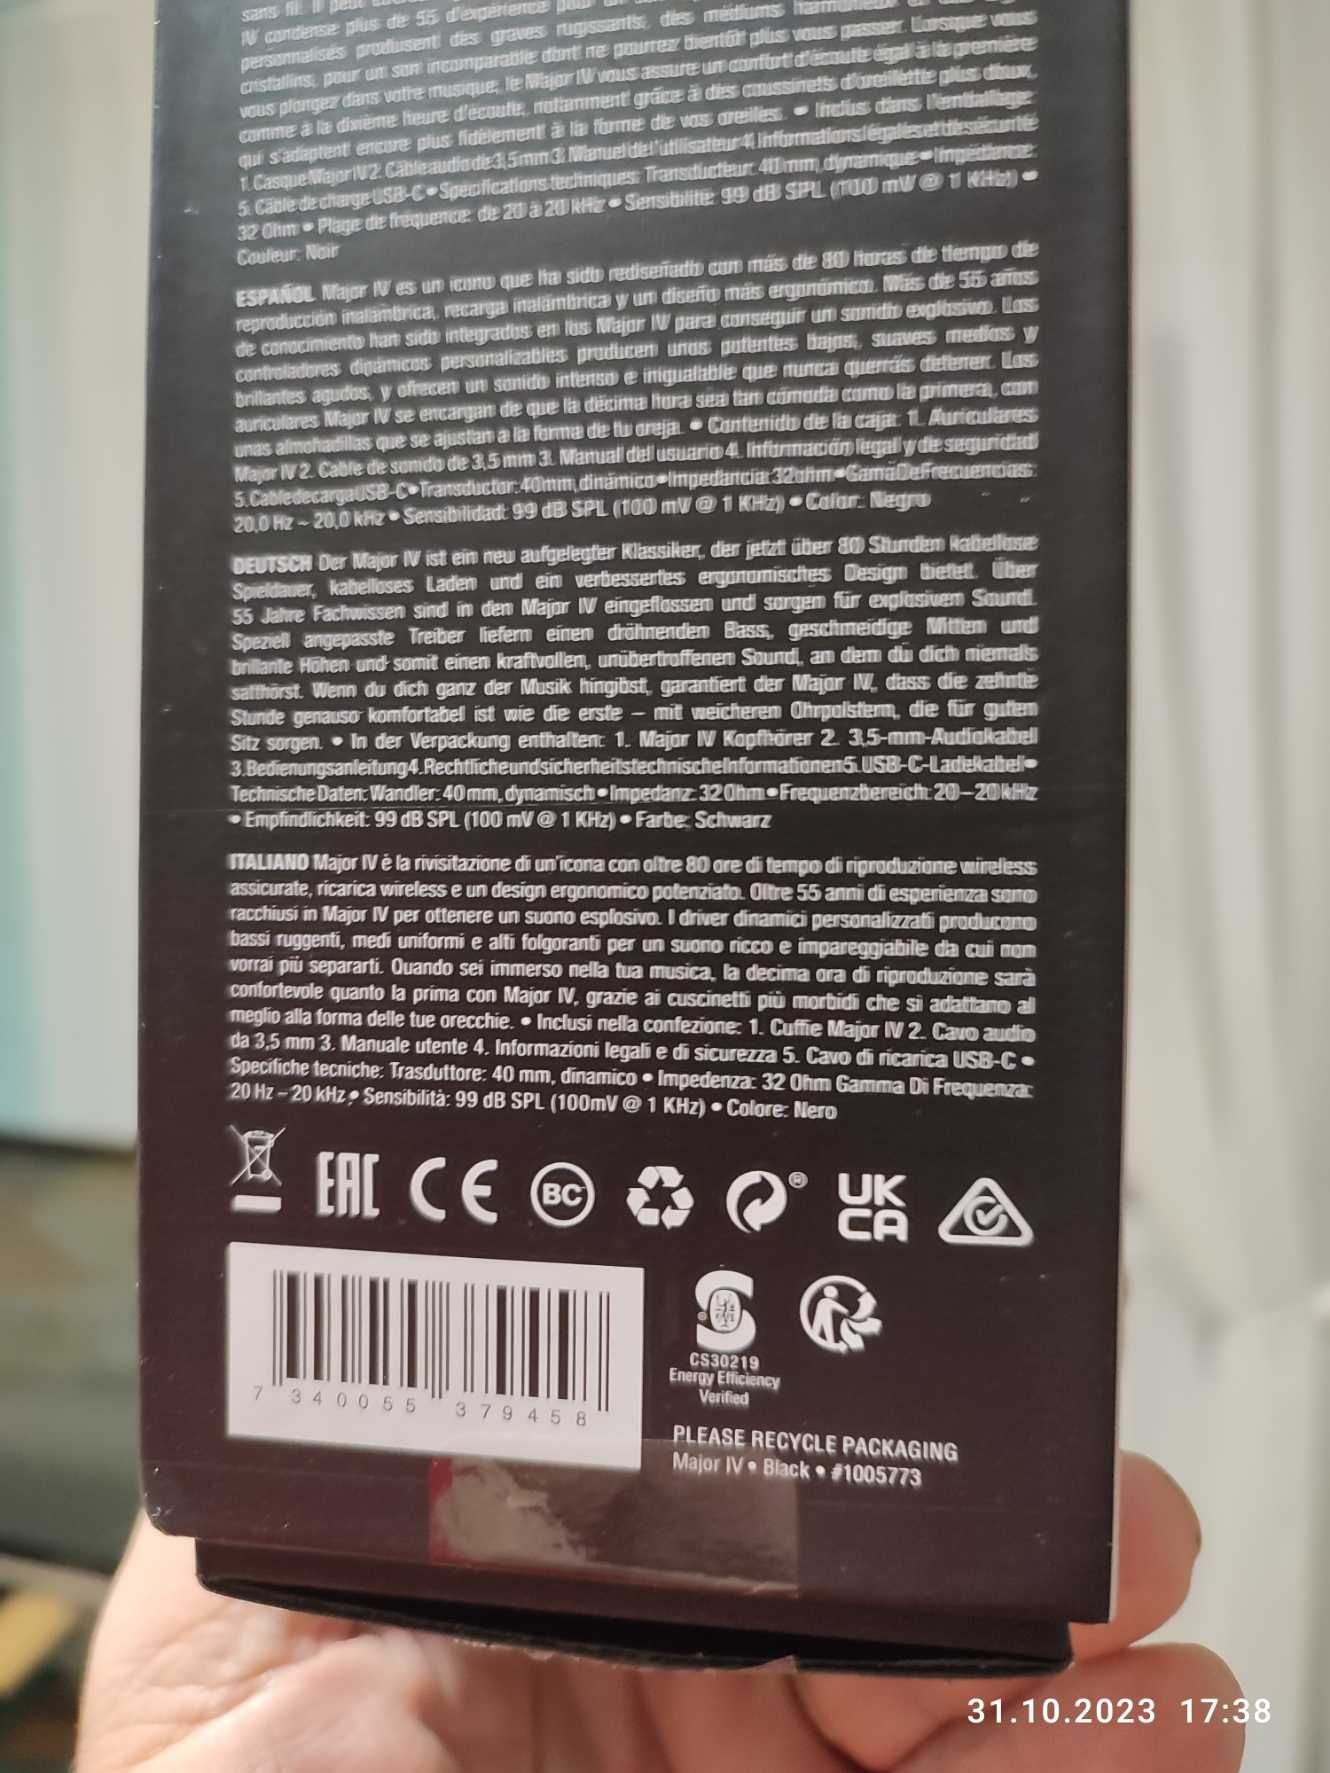 sans fil. Il peut
IV condense plus de 55 d'expérience des médiums harmonieux
personnalisés produisent des graves rugissants,
cristallins, pour un son incomparable dont ne pourrez bientôt plus vous passer. Lorsque vous
vous plongez dans votre musique, le Major IV vous assure un confort d'écoute égal à la première
comme à la dixième heure d'écoute, notamment grâce à des coussinets d'oreillette plus doux,
qui s'adaptent encore plus fidèlement à la forme de vos oreilles. • Inclus dans l'emballage:
1. Casque Major IV 2. Câble audio de 3,5 mm 3. Manuel de l'utilisateur 4. Informations légales et de sécurité
5. Câble de charge USB-C • Specifications techniques: Transducteur: 40 mm, dynamique • Impédance:
32 Ohm • Plage de fréquence: de 20 à 20 kHz • Sensibilité: 99 dB SPL (100 mV @ 1 KHz) •
Couleur: Noir
ESPAÑOL Major IV es un icono que ha sido rediseñado con más de 80 horas de tiempo de
reproducción inalámbrica, recarga inalámbrica y un diseño más ergonómico. Más de 55 años
de conocimiento han sido integrados en los Major IV para conseguir un sonido explosivo. Los
controladores dinámicos personalizables producen unos potentes bajos, suaves medios y
brillantes agudos, y ofrecen un sonido intenso e inigualable que nunca querrás detener. Los
auriculares Major IV se encargan de que la décima hora sea tan cómoda como la primera, con
unas almohadillas que se ajustan a la forma de tu oreja. • Contenido de la caja: 1. Auriculares
Major IV 2. Cable de sonido de 3,5 mm 3. Manual del usuario 4. Información legal y de seguridad
5. Cable de carga USB-C • Transductor: 40 mm, dinámico • Impedancia: 32 ohm • Gama De Frecuencias:
20,0 Hz ~ 20,0 kHz • Sensibilidad: 99 dB SPL (100 mV @ 1 KHz) • Color: Negro
DEUTSCH Der Major IV ist ein neu aufgelegter Klassiker, der jetzt über 80 Stunden kabellose
Spieldauer, kabelloses Laden und ein verbessertes ergonomisches Design bietet. Über
55 Jahre Fachwissen sind in den Major IV eingeflossen und sorgen für explosiven Sound.
Speziell angepasste Treiber liefern einen dröhnenden Bass, geschmeidige Mitten und
brillante Höhen und somit einen kraftvollen, unübertroffenen Sound, an dem du dich niemals
satthörst. Wenn du dich ganz der Musik hingibst, garantiert der Major IV, dass die zehnte
Stunde genauso komfortabel ist wie die erste – mit weicheren Ohrpolstern, die für guten
Sitz sorgen. • In der Verpackung enthalten: 1. Major IV Kopfhörer 2. 3,5-mm-Audiokabel
3. Bedienungsanleitung 4. Rechtliche und sicherheitstechnische Informationen 5. USB-C-Ladekabel •
Technische Daten: Wandler: 40 mm, dynamisch • Impedanz: 32 Ohm • Frequenzbereich: 20 – 20 kHz
• Empfindlichkeit: 99 dB SPL (100 mV @ 1 KHz) • Farbe: Schwarz
ITALIANO Major IV è la rivisitazione di un'icona con oltre 80 ore di tempo di riproduzione wireless
assicurate, ricarica wireless e un design ergonomico potenziato. Oltre 55 anni di esperienza sono
racchiusi in Major IV per ottenere un suono esplosivo. I driver dinamici personalizzati producono
bassi ruggenti, medi uniformi e alti folgoranti per un suono ricco e impareggiabile da cui non
vorrai più separarti. Quando sei immerso nella tua musica, la decima ora di riproduzione sarà
confortevole quanto la prima con Major IV, grazie ai cuscinetti più morbidi che si adattano al
meglio alla forma delle tue orecchie. • Inclusi nella confezione: 1. Cuffie Major IV 2. Cavo audio
da 3,5 mm 3. Manuale utente 4. Informazioni legali e di sicurezza 5. Cavo di ricarica USB-C •
Specifiche tecniche: Trasduttore: 40 mm, dinamico • Impedenza: 32 Ohm Gamma Di Frequenza:
20 Hz – 20 kHz • Sensibilità: 99 dB SPL (100mV @ 1 KHz) • Colore: Nero
EAC CE BC ® UK
CA
7 340055 379458
CS30219
Energy Efficiency
Verified
PLEASE RECYCLE PACKAGING
Major IV • Black • #1005773
31.10.2023 17:38